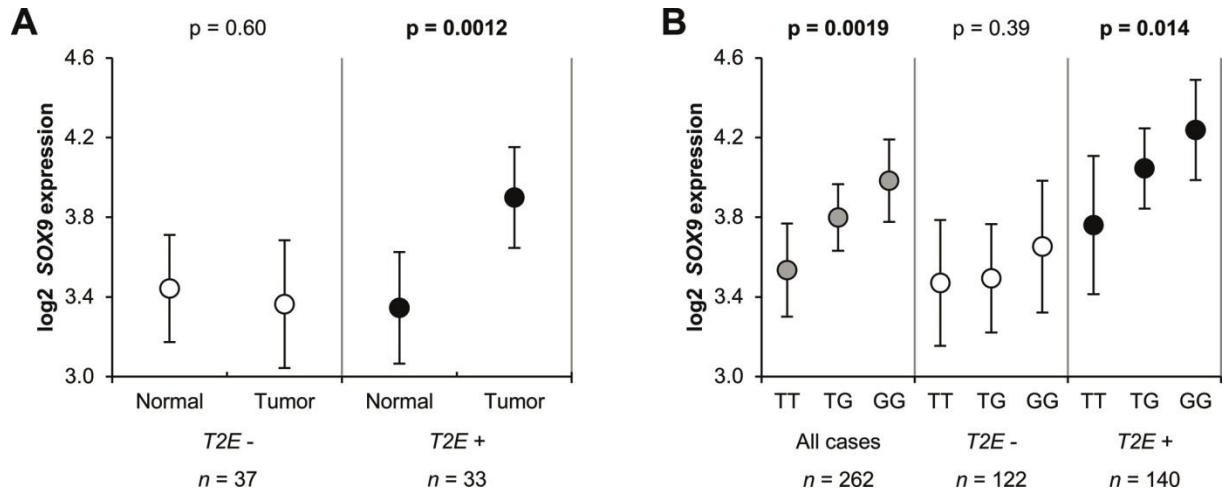 A
p = 0.60
p = 0.0012
log2 SOX9 expression
4.6
4.2
3.8
3.4
3.0
Normal Tumor Normal Tumor
T2E - T2E +
n = 37 n = 33
B
p = 0.0019 p = 0.39 p = 0.014
log2 SOX9 expression
4.6
4.2
3.8
3.4
3.0
TT TG GG TT TG GG TT TG GG
All cases T2E - T2E +
n = 262 n = 122 n = 140